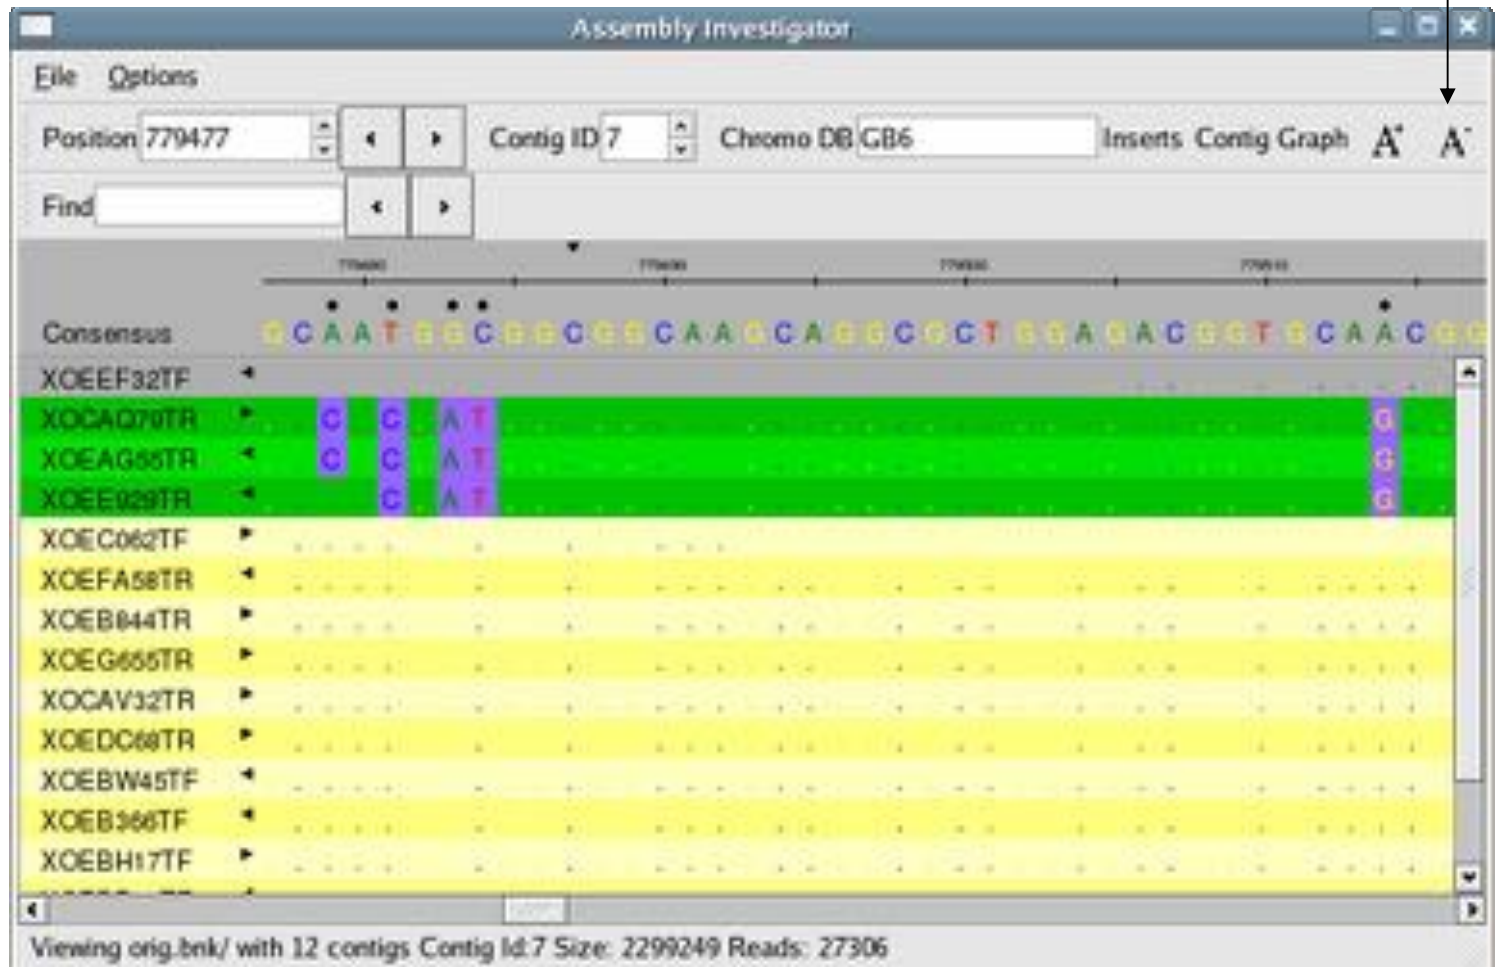 Assembly Investigator
File Options
Position 779477 Contig ID 7 Chromo DB GB6 Inserts Contig Graph A+ A-
Find
Consensus G C A A T G G C G G C G G C A A G C A G G C G C T G G A G A C G G T G C A A C G G
XOEEF32TF
XOCAQ70TR C C A T G
XOEAG55TR C C A T G
XOEE929TR C A T G
XOEC062TF
XOEFA58TR
XOEB844TR
XOEG655TR
XOCAV32TR
XOEDC68TR
XOEBW45TF
XOEB366TF
XOEBH17TF
Viewing orig.bnk/ with 12 contigs Contig Id:7 Size: 2299249 Reads: 27306